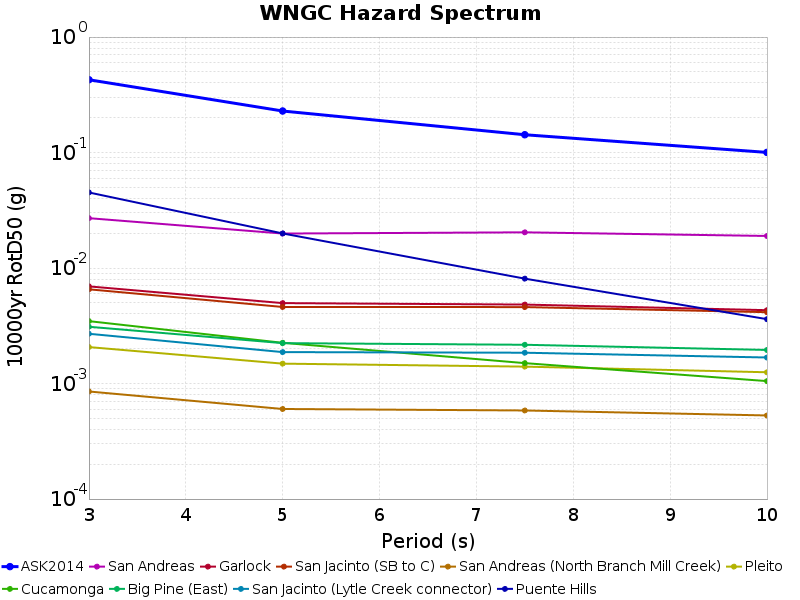 WNGC Hazard Spectrum
10000yr RotD50 (g)
10^0
10^-1
10^-2
10^-3
10^-4
3 4 5 6 7 8 9 10
Period (s)
ASK2014 San Andreas Garlock San Jacinto (SB to C) San Andreas (North Branch Mill Creek) Pleito
Cucamonga Big Pine (East) San Jacinto (Lytle Creek connector) Puente Hills